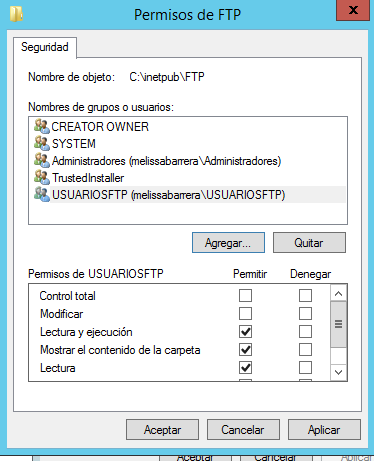 Permisos de FTP
Seguridad
Nombre de objeto: C:\inetpub\FTP
Nombres de grupos o usuarios:
CREATOR OWNER
SYSTEM
Administradores (melissabarrera\Administradores)
TrustedInstaller
USUARIOSFTP (melissabarrera\USUARIOSFTP)
Agregar... Quitar
Permisos de USUARIOSFTP Permitir Denegar
Control total
Modificar
Lectura y ejecución
Mostrar el contenido de la carpeta
Lectura
Aceptar Cancelar Aplicar
Aceptar Cancelar Aplicar